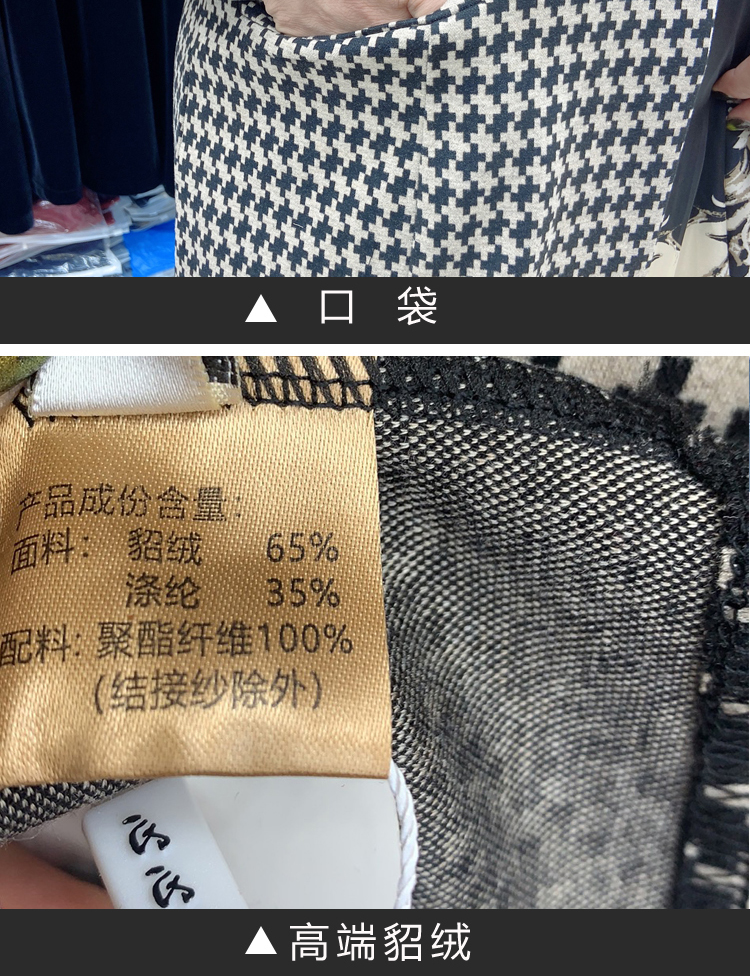 ▲ 口 袋
产品成份含量:
面料: 貂绒 65%
涤纶 35%
配料: 聚酯纤维100%
(结接纱除外)
▲高端貂绒